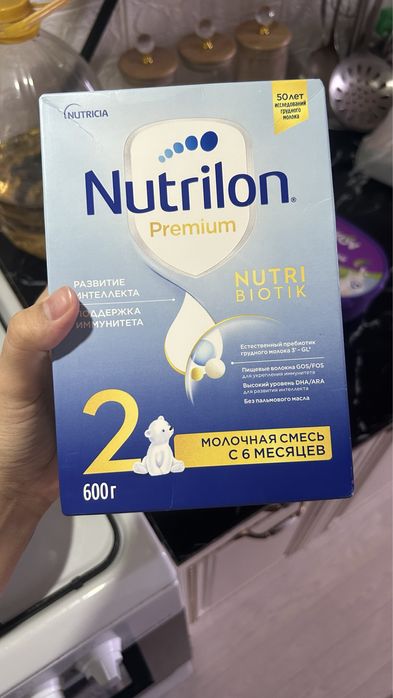 NUTRICIA
50 ЛЕТ
исследований
грудного
молока
Nutrilon®
Premium
РАЗВИТИЕ
ИНТЕЛЛЕКТА
ПОДДЕРЖКА
ИММУНИТЕТА
NUTRI
BIOTIK
Естественный пребиотик
грудного молока 3'- GL*
Пищевые волокна GOS/FOS
для укрепления иммунитета
Высокий уровень DHA/ARA
для развития интеллекта
Без пальмового масла
2
МОЛОЧНАЯ СМЕСЬ
С 6 МЕСЯЦЕВ
600 г